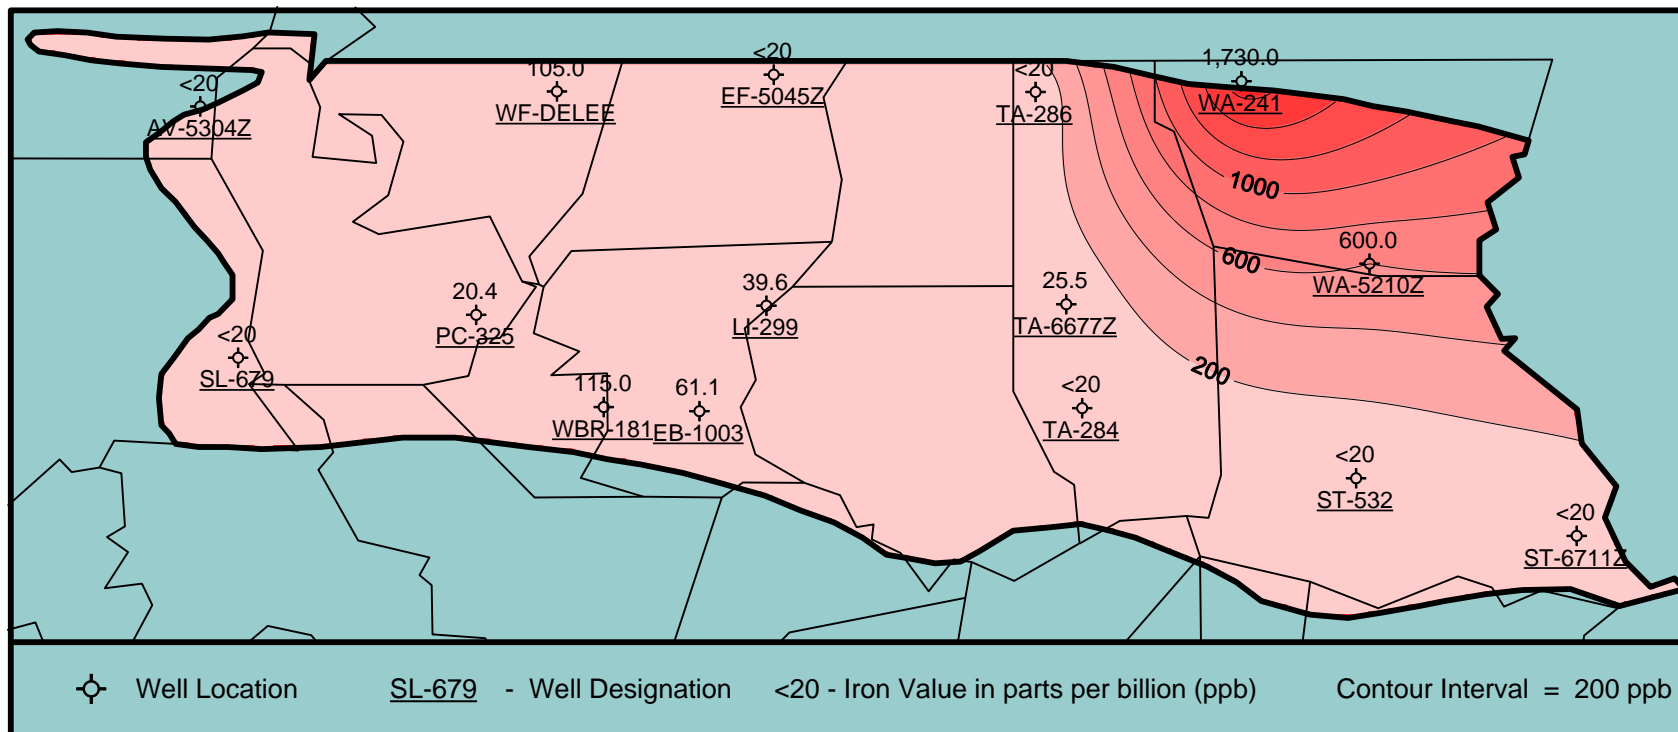 <20
AV-5304Z
105.0
WF-DELEE
<20
EF-5045Z
<20
TA-286
1,730.0
WA-241
1000
600
600.0
WA-5210Z
200
20.4
PC-325
39.6
LI-299
25.5
TA-6677Z
<20
SL-679
115.0
WBR-181
61.1
EB-1003
<20
TA-284
<20
ST-532
<20
ST-6711Z
Well Location
SL-679 - Well Designation
<20 - Iron Value in parts per billion (ppb)
Contour Interval = 200 ppb